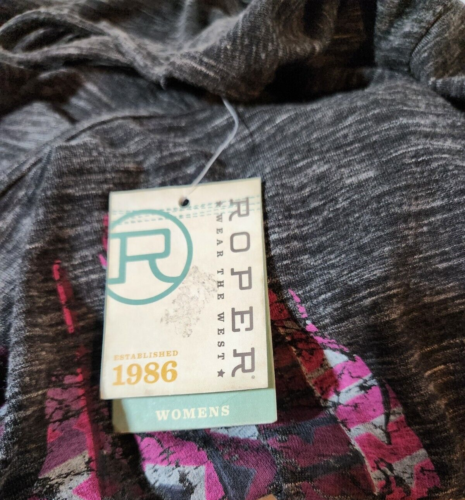 R
ROPER®
★ WEAR THE WEST ★
ESTABLISHED
1986
WOMENS